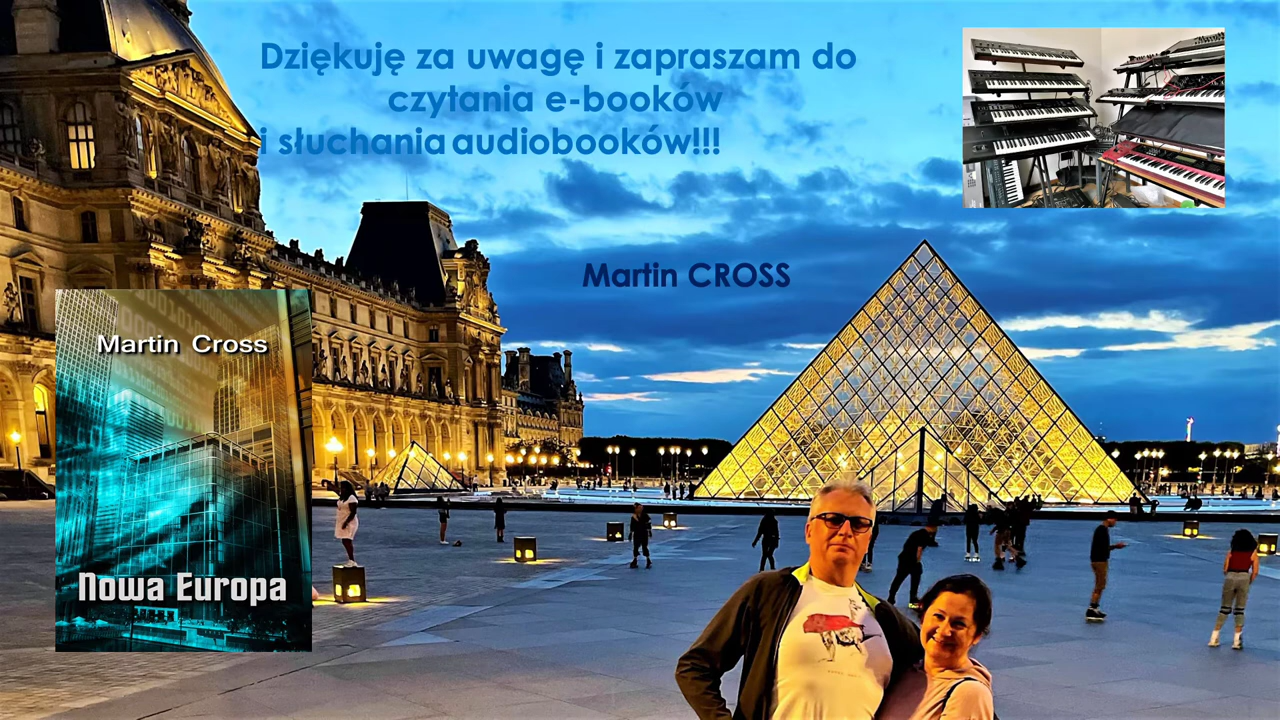 Dziękuję za uwagę i zapraszam do
czytania e-booków
i słuchania audiobooków!!!
Martin CROSS
Martin Cross
Nowa Europa